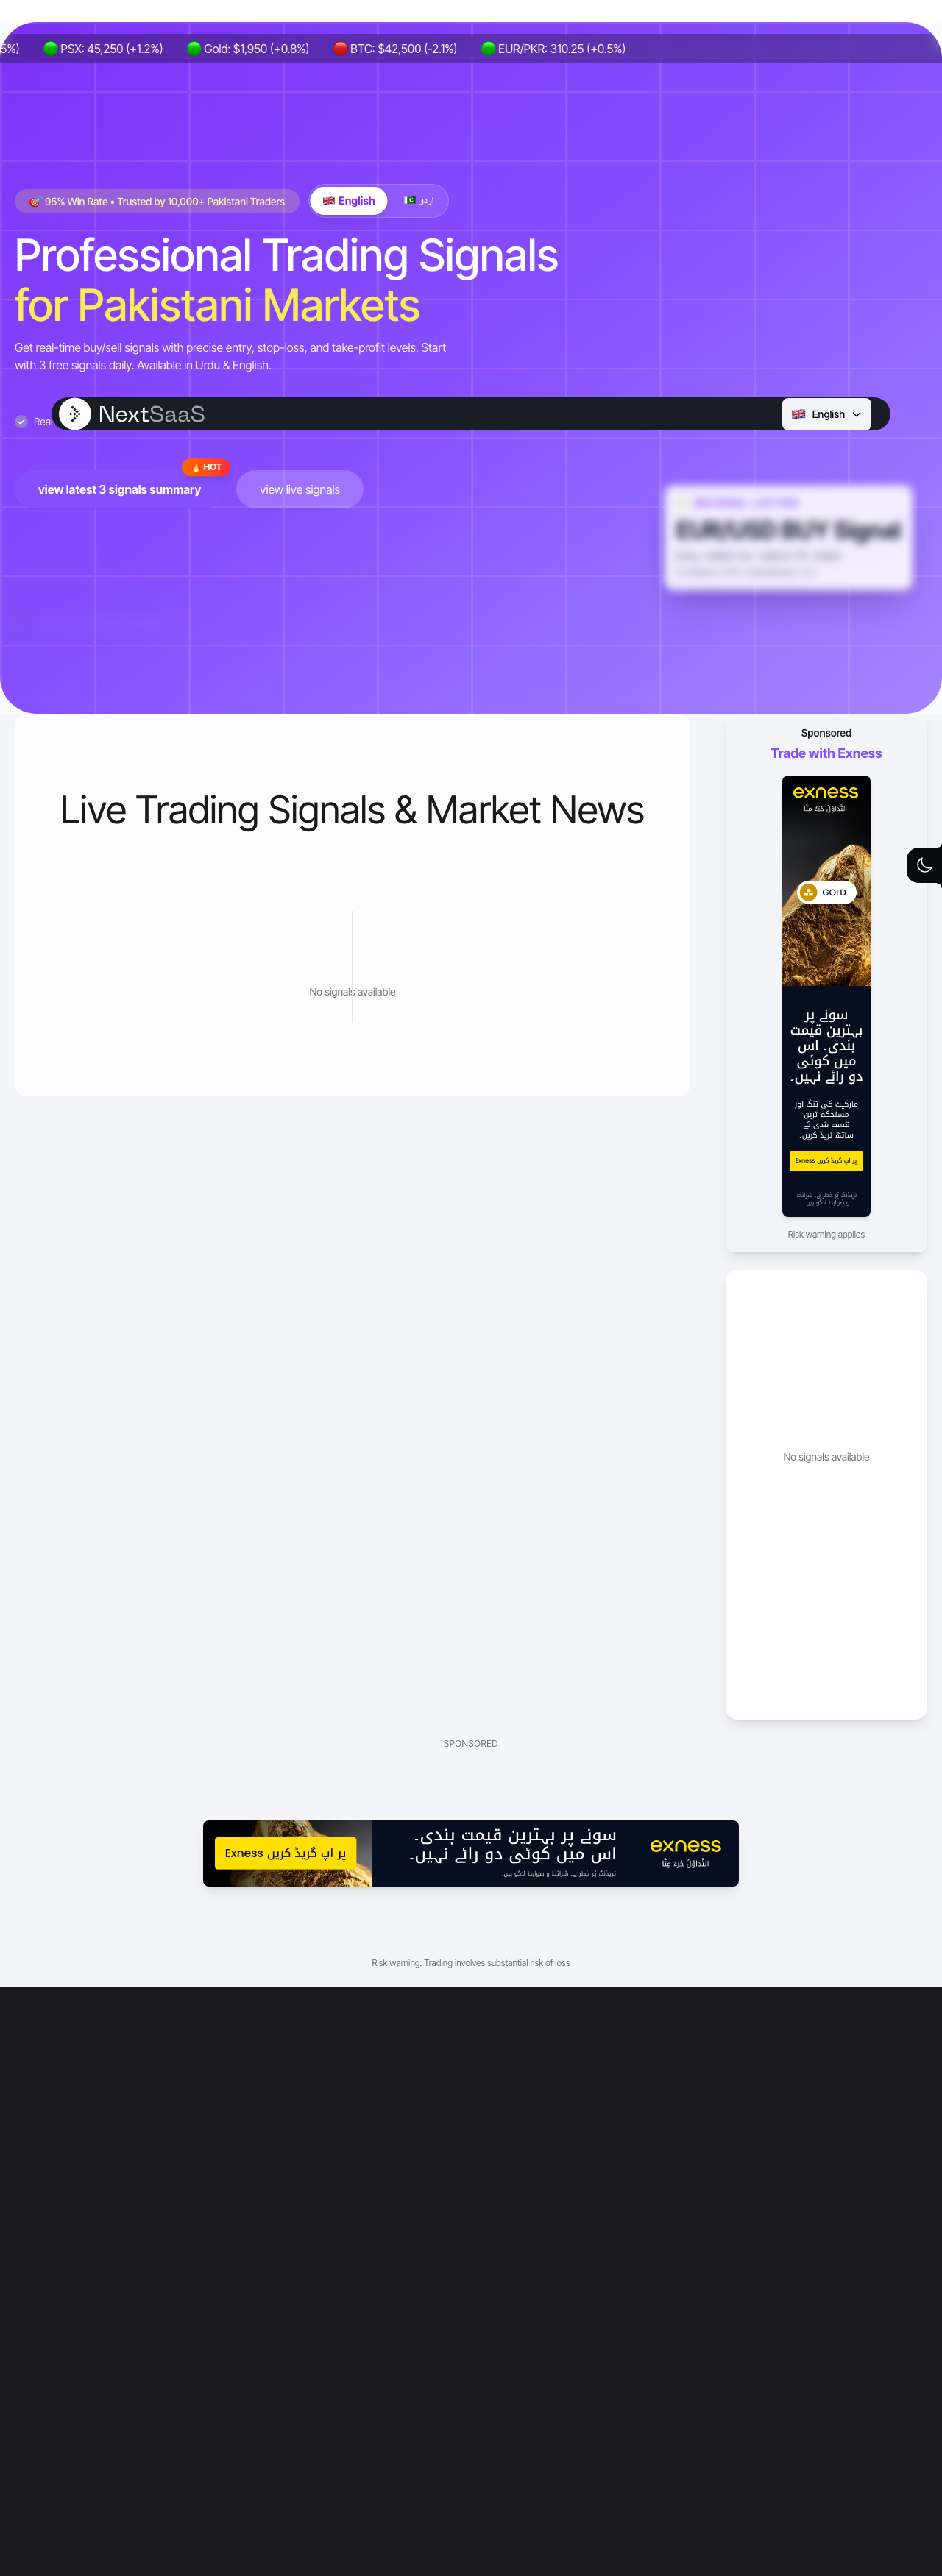 5%)
PSX: 45,250 (+1.2%)
Gold: $1,950 (+0.8%)
BTC: $42,500 (-2.1%)
EUR/PKR: 310.25 (+0.5%)
95% Win Rate • Trusted by 10,000+ Pakistani Traders
English
اردو
Professional Trading Signals
for Pakistani Markets
Get real-time buy/sell signals with precise entry, stop-loss, and take-profit levels. Start
with 3 free signals daily. Available in Urdu & English.
Real
NextSaaS
English
🔥 HOT
view latest 3 signals summary
view live signals
EUR/USD BUY Signal
Live Trading Signals & Market News
No signals available
Sponsored
Trade with Exness
exness
التَّداوُلُ جُزءٌ مِنَّا
GOLD
سونے پر
بہترین قیمت
بندی۔ اس
میں کوئی
دو رائے نہیں۔
مارکیٹ کی تنگ اور
مستحکم ترین
قیمت بندی کے
ساتھ ٹریڈ کریں۔
Exness پر اپ گریڈ کریں
ٹریڈنگ پُر خطر ہے۔ شرائط
و ضوابط لاگو ہیں۔
Risk warning applies
No signals available
SPONSORED
Exness پر اپ گریڈ کریں
سونے پر بہترین قیمت بندی۔
اس میں کوئی دو رائے نہیں۔
ٹریڈنگ پُر خطر ہے۔ شرائط و ضوابط لاگو ہیں۔
exness
التَّداوُلُ جُزءٌ مِنَّا
Risk warning: Trading involves substantial risk of loss